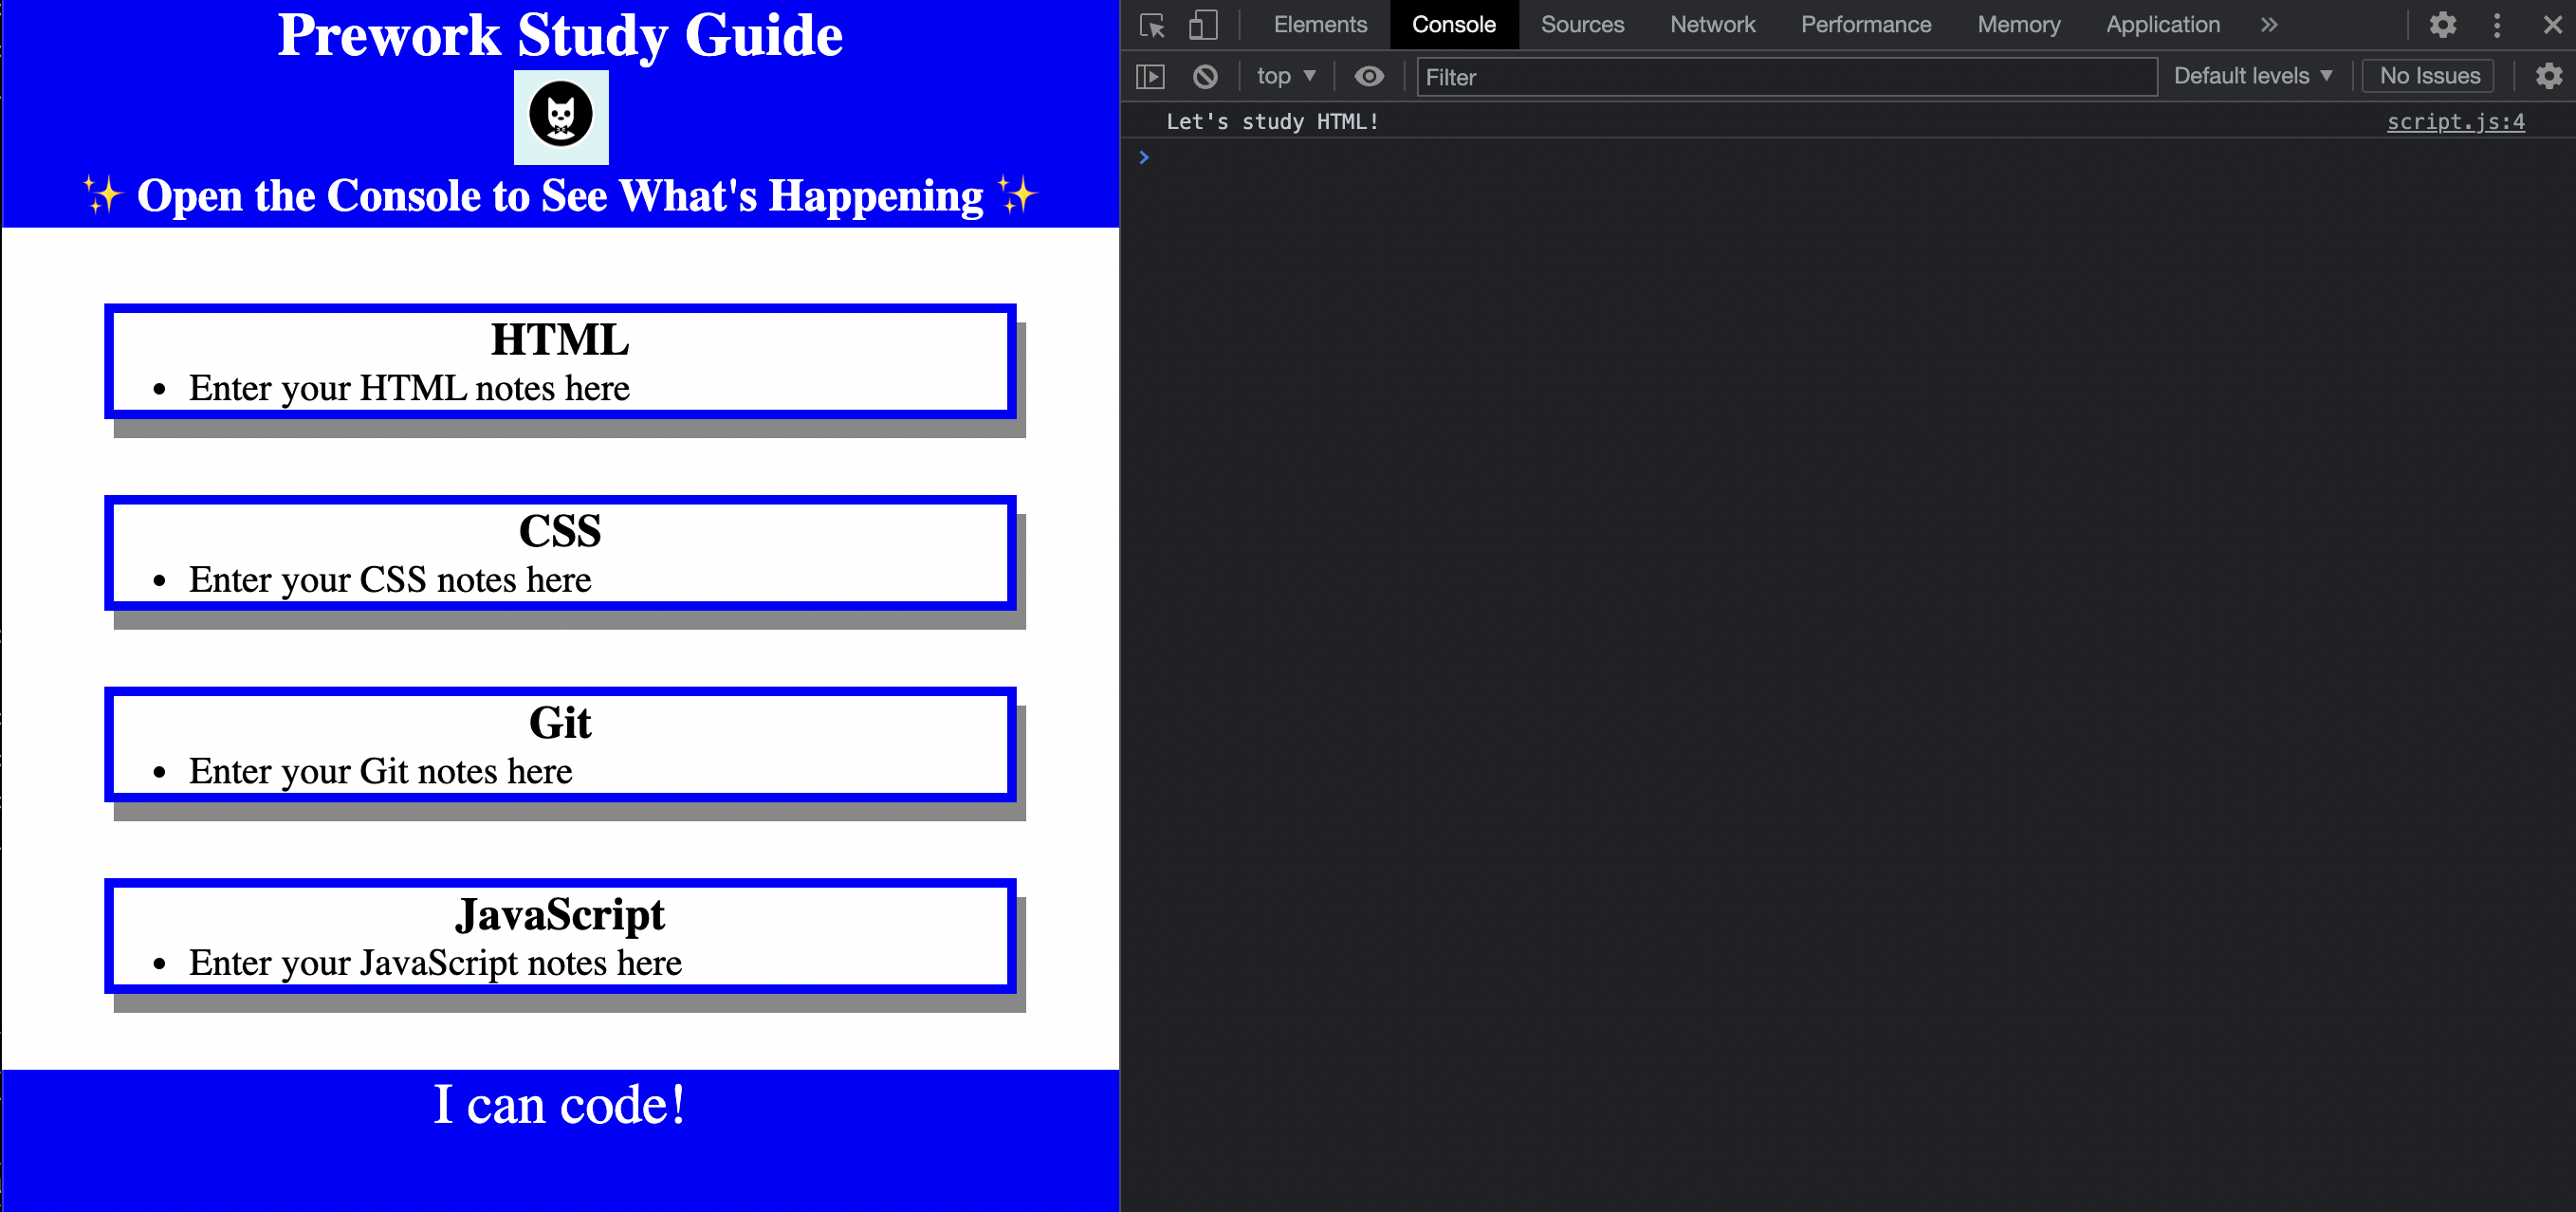 Prework Study Guide
✨ Open the Console to See What's Happening ✨
HTML
• Enter your HTML notes here
CSS
• Enter your CSS notes here
Git
• Enter your Git notes here
JavaScript
• Enter your JavaScript notes here
I can code!
Elements Console Sources Network Performance Memory Application »
top ▼ Filter Default levels ▼ No Issues
Let's study HTML! script.js:4
>